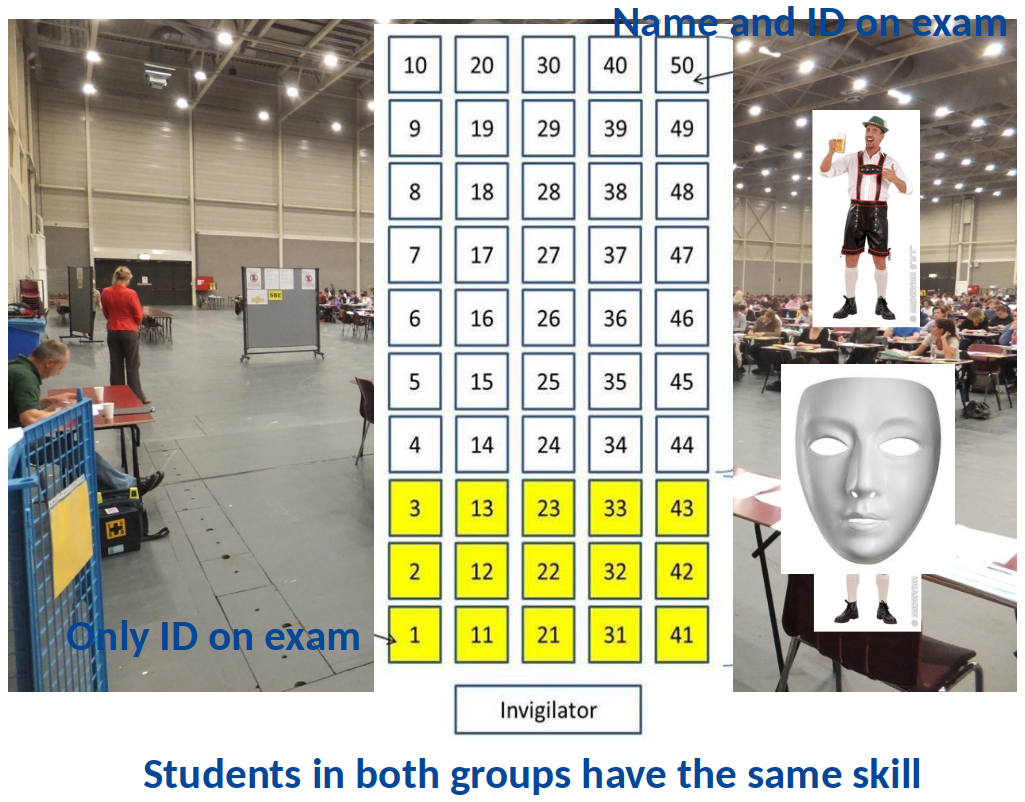 Name and ID on exam
10 20 30 40 50
9 19 29 39 49
8 18 28 38 48
7 17 27 37 47
6 16 26 36 46
5 15 25 35 45
4 14 24 34 44
3 13 23 33 43
2 12 22 32 42
1 11 21 31 41
Only ID on exam
SBE
Invigilator
Students in both groups have the same skill